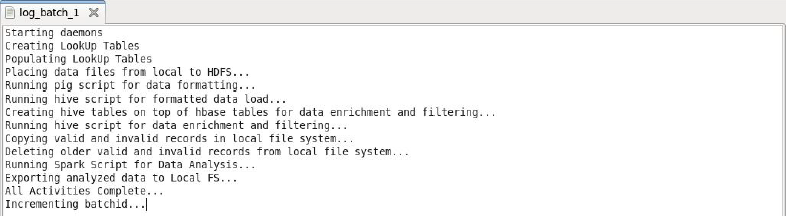 log_batch_1
Starting daemons
Creating LookUp Tables
Populating LookUp Tables
Placing data files from local to HDFS...
Running pig script for data formatting...
Running hive script for formatted data load...
Creating hive tables on top of hbase tables for data enrichment and filtering...
Running hive script for data enrichment and filtering...
Copying valid and invalid records in local file system...
Deleting older valid and invalid records from local file system...
Running Spark Script for Data Analysis...
Exporting analyzed data to Local FS...
All Activities Complete...
Incrementing batchid...